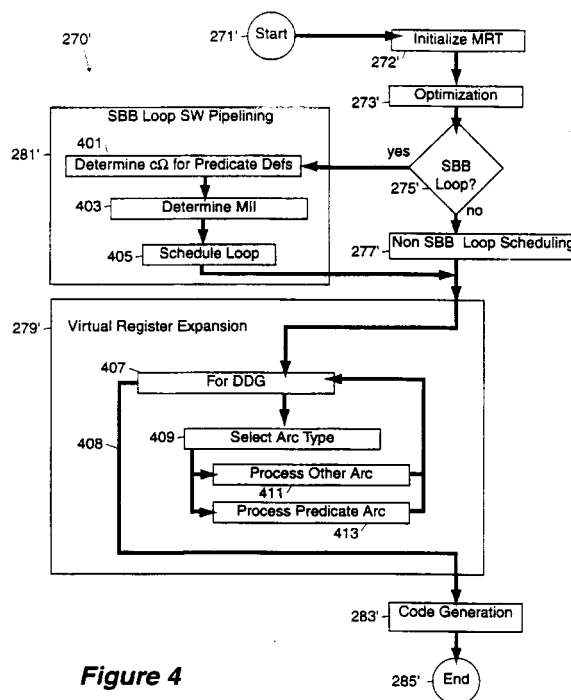 270'
271'
Start
Initialize MRT
272'
273'
Optimization
SBB Loop SW Pipelining
281'
401
Determine cΩ for Predicate Defs
yes
SBB
Loop?
275'
no
403
Determine MII
405
Schedule Loop
277'
Non SBB Loop Scheduling
279'
Virtual Register Expansion
407
For DDG
408
409
Select Arc Type
Process Other Arc
411
Process Predicate Arc
413
283'
Code Generation
285'
End
Figure 4